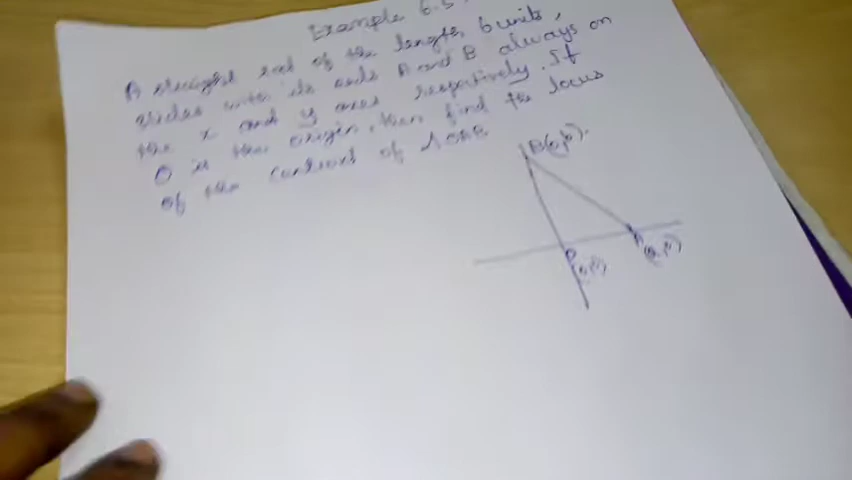 Example 6.5
A straight rod of the length 6 units,
slides with its ends A and B always on
the x and y axes respectively. If
O is the origin, then find the locus
of the centroid of ΔOAB
B(0,b).
O
(0,0)
A
(a,0)